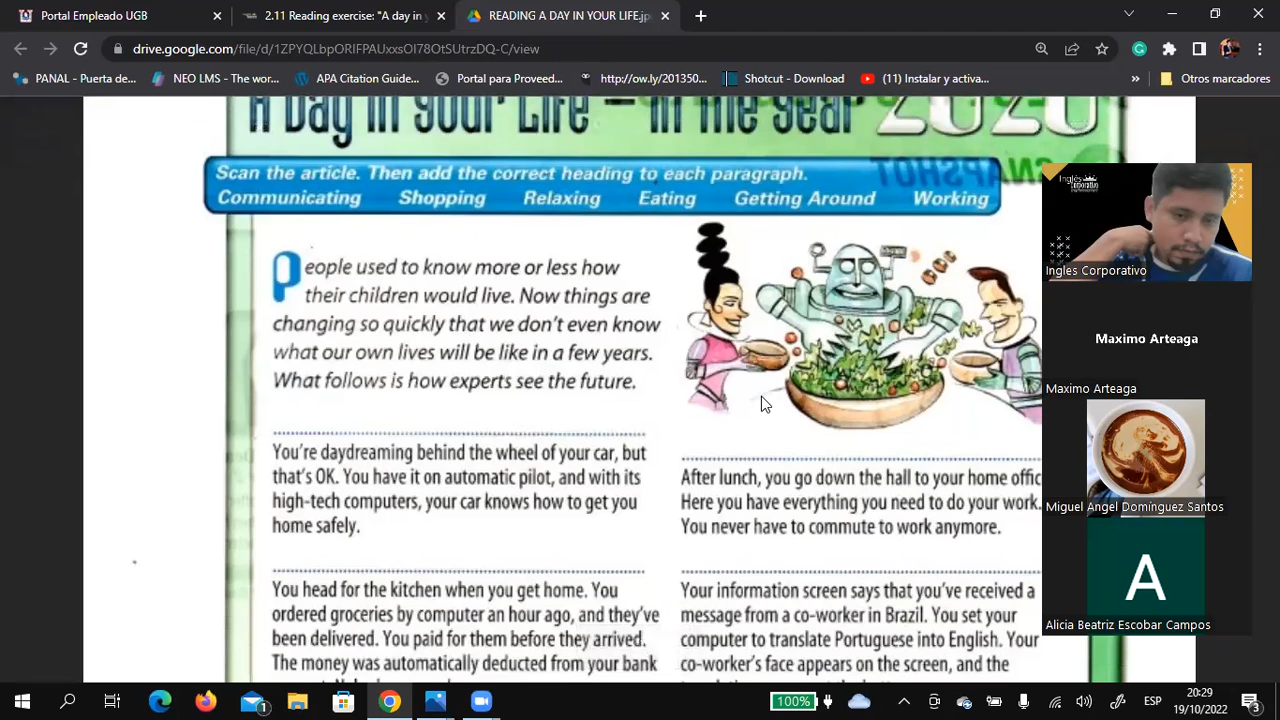 Portal Empleado UGB
2.11 Reading exercise: "A day in y
READING A DAY IN YOUR LIFE.jp
drive.google.com/file/d/1ZPYQLbpORIFPAUxxsOI78OtSUtrzDQ-C/view
PANAL - Puerta de...
NEO LMS - The wor...
APA Citation Guide...
Portal para Proveed...
http://ow.ly/201350...
Shotcut - Download
(11) Instalar y activa...
»
Otros marcadores
A Day in your Life – in the year 2020
SNAPSHOT
Scan the article. Then add the correct heading to each paragraph.
Communicating Shopping Relaxing Eating Getting Around Working
People used to know more or less how
their children would live. Now things are
changing so quickly that we don't even know
what our own lives will be like in a few years.
What follows is how experts see the future.
You're daydreaming behind the wheel of your car, but
that's OK. You have it on automatic pilot, and with its
high-tech computers, your car knows how to get you
home safely.
You head for the kitchen when you get home. You
ordered groceries by computer an hour ago, and they've
been delivered. You paid for them before they arrived.
The money was automatically deducted from your bank
After lunch, you go down the hall to your home offic
Here you have everything you need to do your work.
You never have to commute to work anymore.
Your information screen says that you've received a
message from a co-worker in Brazil. You set your
computer to translate Portuguese into English. Your
co-worker's face appears on the screen, and the
Inglés
Corporativo
Ingles Corporativo
Maximo Arteaga
Maximo Arteaga
Miguel Angel Domínguez Santos
A
Alicia Beatriz Escobar Campos
1
100%
ESP
20:29
19/10/2022
3